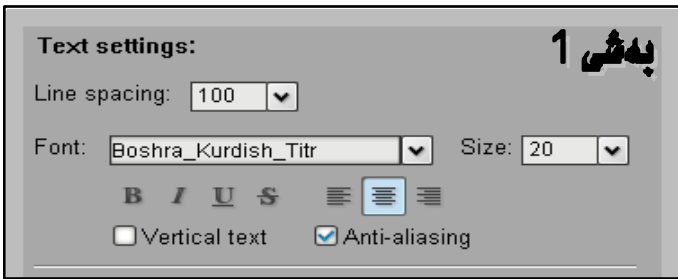 Text settings:
بەشی 1
Line spacing: 100
Font: Boshra_Kurdish_Titr Size: 20
B I U S
Vertical text Anti-aliasing